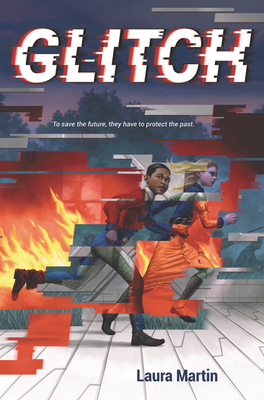 GLITCH
To save the future, they have to protect the past.
Laura Martin